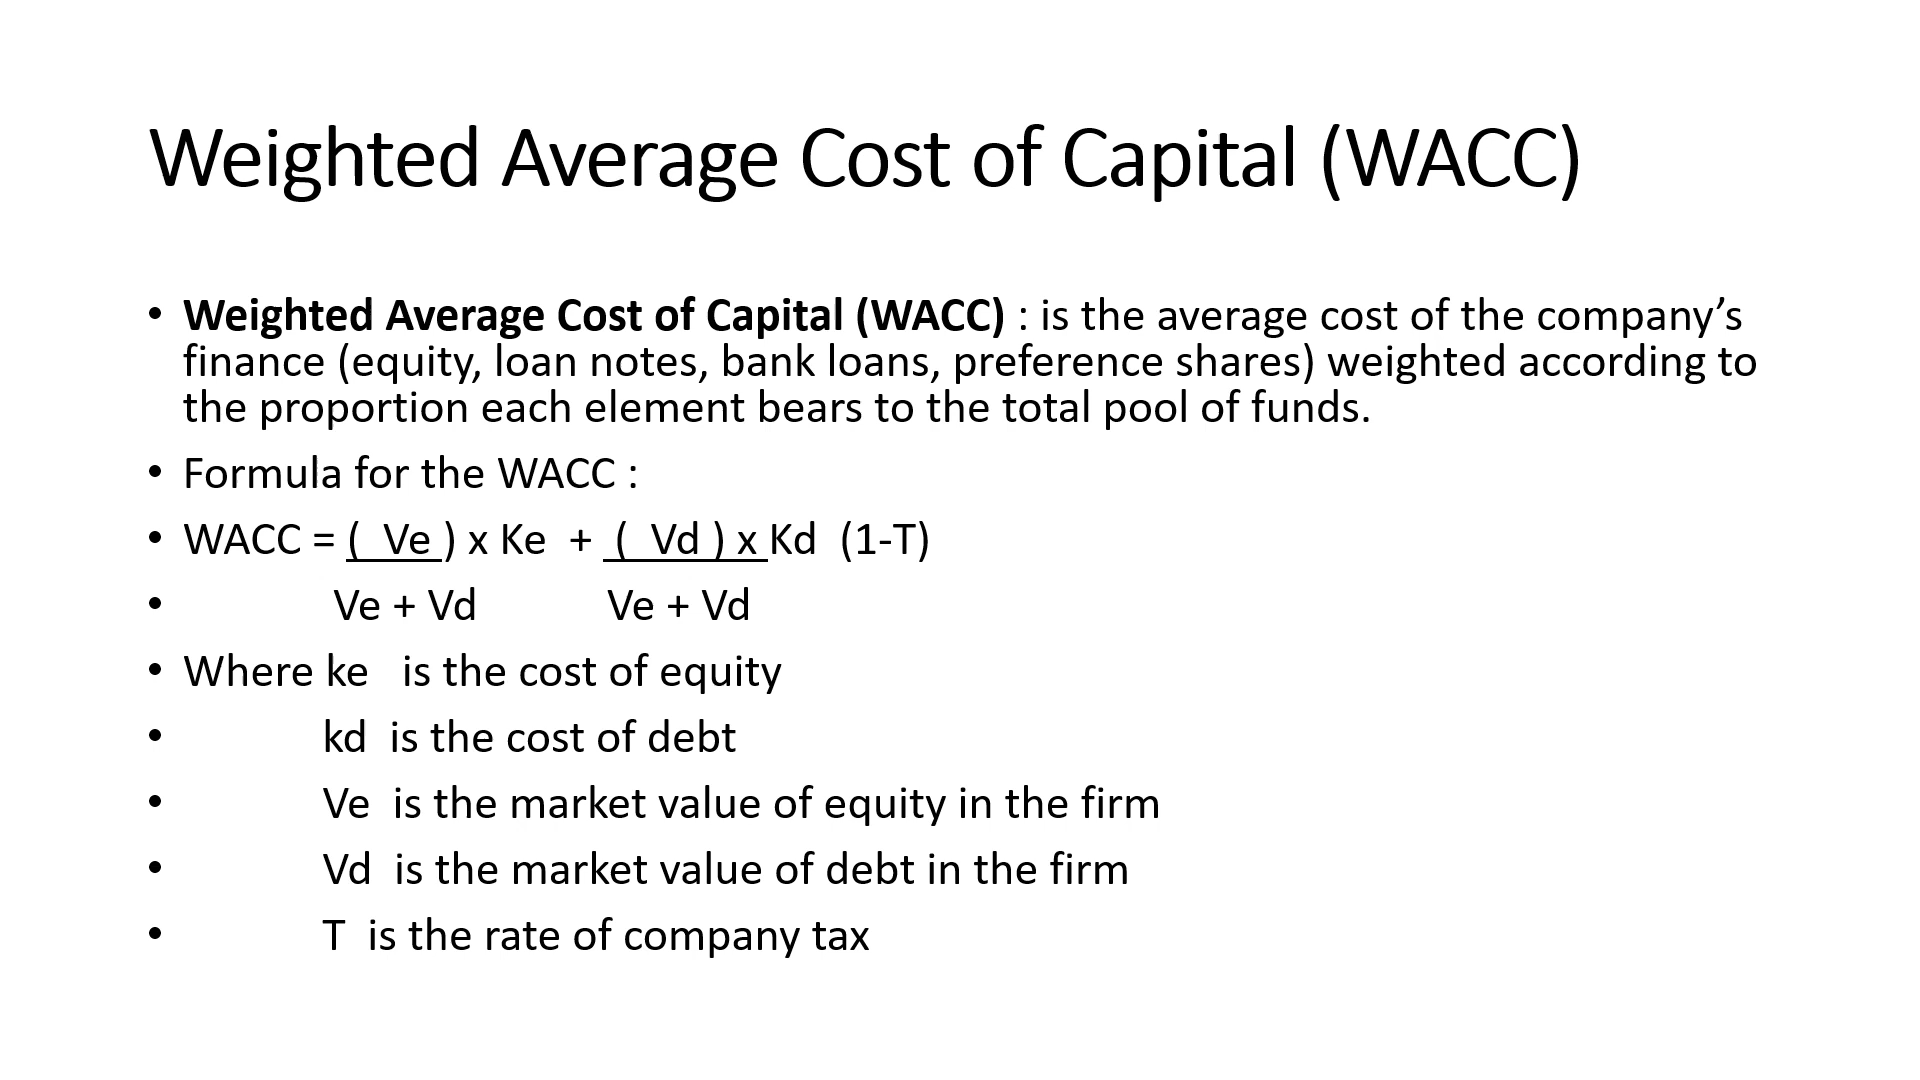 Weighted Average Cost of Capital (WACC)
• Weighted Average Cost of Capital (WACC) : is the average cost of the company’s
finance (equity, loan notes, bank loans, preference shares) weighted according to
the proportion each element bears to the total pool of funds.
• Formula for the WACC :
• WACC = (  Ve ) x Ke  +  (  Vd ) x Kd  (1-T)
• Ve + Vd          Ve + Vd
• Where ke   is the cost of equity
• kd  is the cost of debt
• Ve  is the market value of equity in the firm
• Vd  is the market value of debt in the firm
• T  is the rate of company tax